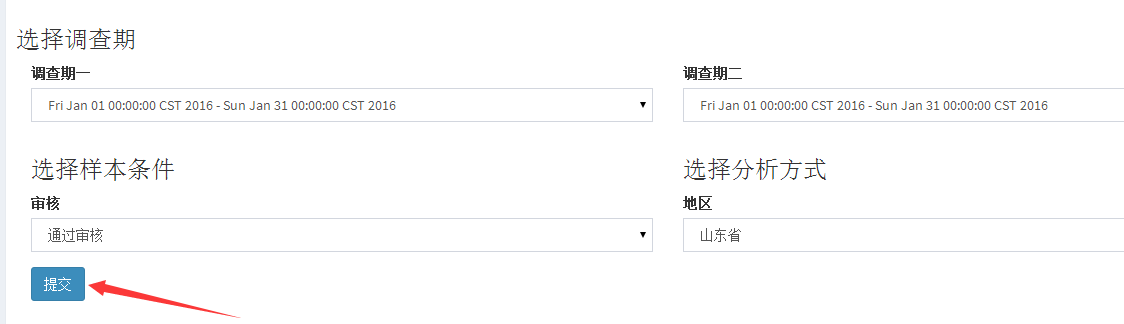 选择调查期
调查期一
调查期二
Fri Jan 01 00:00:00 CST 2016 - Sun Jan 31 00:00:00 CST 2016
Fri Jan 01 00:00:00 CST 2016 - Sun Jan 31 00:00:00 CST 2016
选择样本条件
选择分析方式
审核
地区
通过审核
山东省
提交